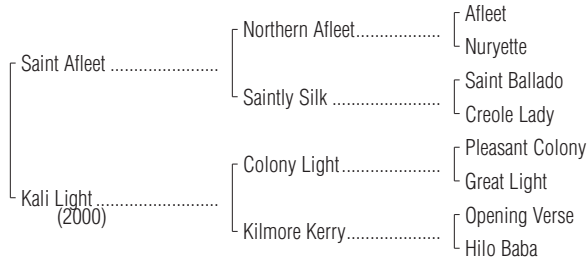 Afleet
Northern Afleet....................
Nuryette
Saint Afleet .........................
Saint Ballado
Saintly Silk .........................
Creole Lady
Pleasant Colony
Colony Light.......................
Great Light
Kali Light.............................
(2000)
Opening Verse
Kilmore Kerry......................
Hilo Baba